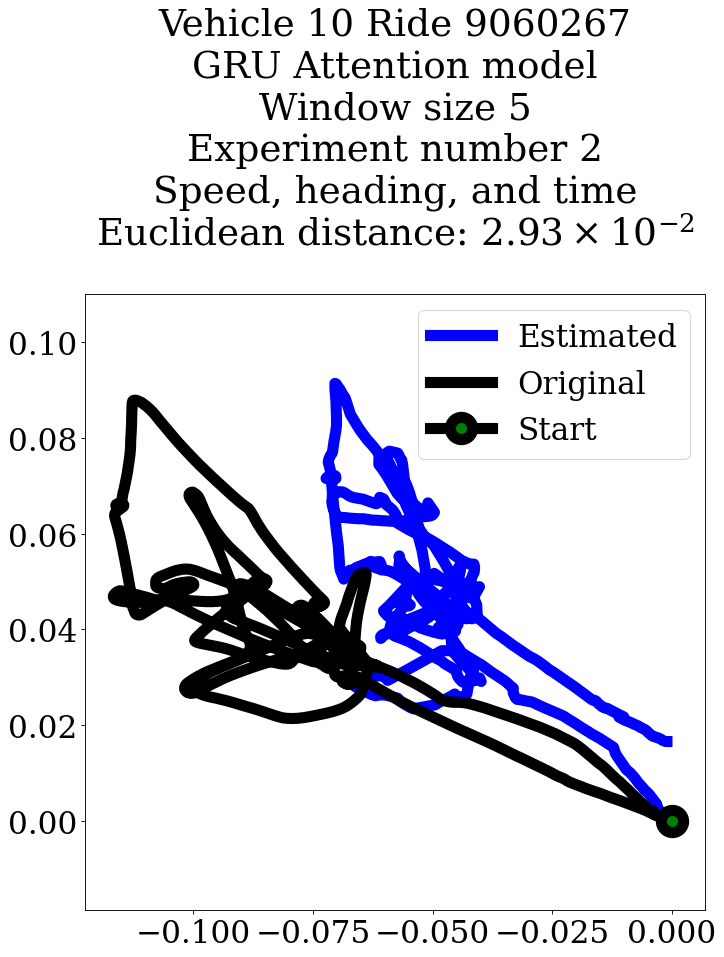 Vehicle 10 Ride 9060267
GRU Attention model
Window size 5
Experiment number 2
Speed, heading, and time
Euclidean distance: 2.93 × 10⁻²
Estimated
Original
Start
0.10
0.08
0.06
0.04
0.02
0.00
−0.100 −0.075 −0.050 −0.025 0.000